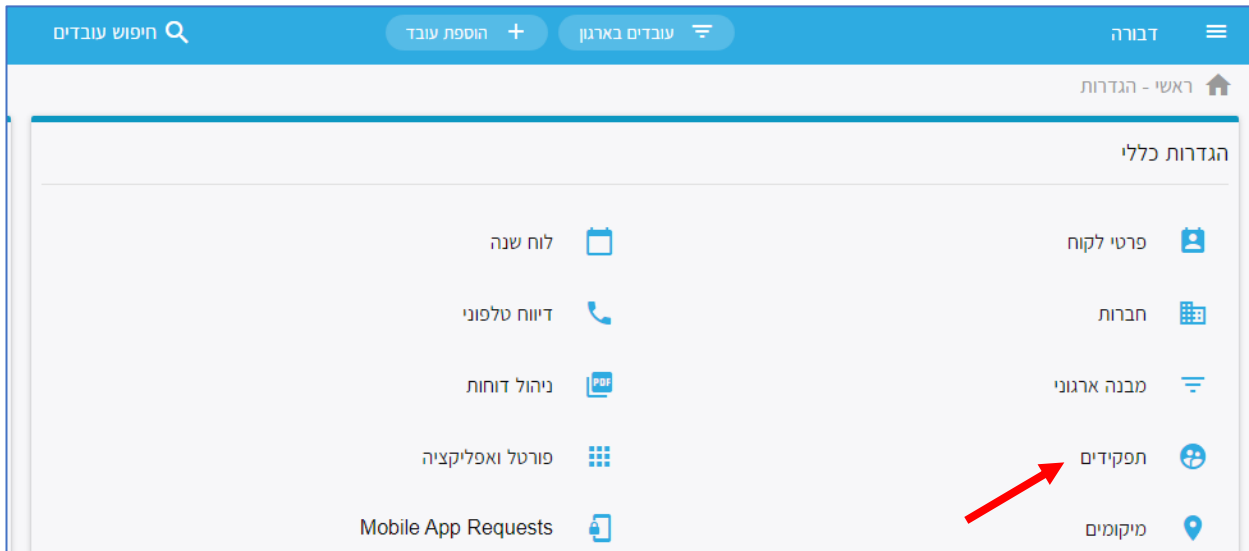 דבורה
עובדים בארגון
+ הוספת עובד
חיפוש עובדים
ראשי - הגדרות
הגדרות כללי
פרטי לקוח
לוח שנה
חברות
דיווח טלפוני
מבנה ארגוני
PDF
ניהול דוחות
תפקידים
פורטל ואפליקציה
מיקומים
Mobile App Requests